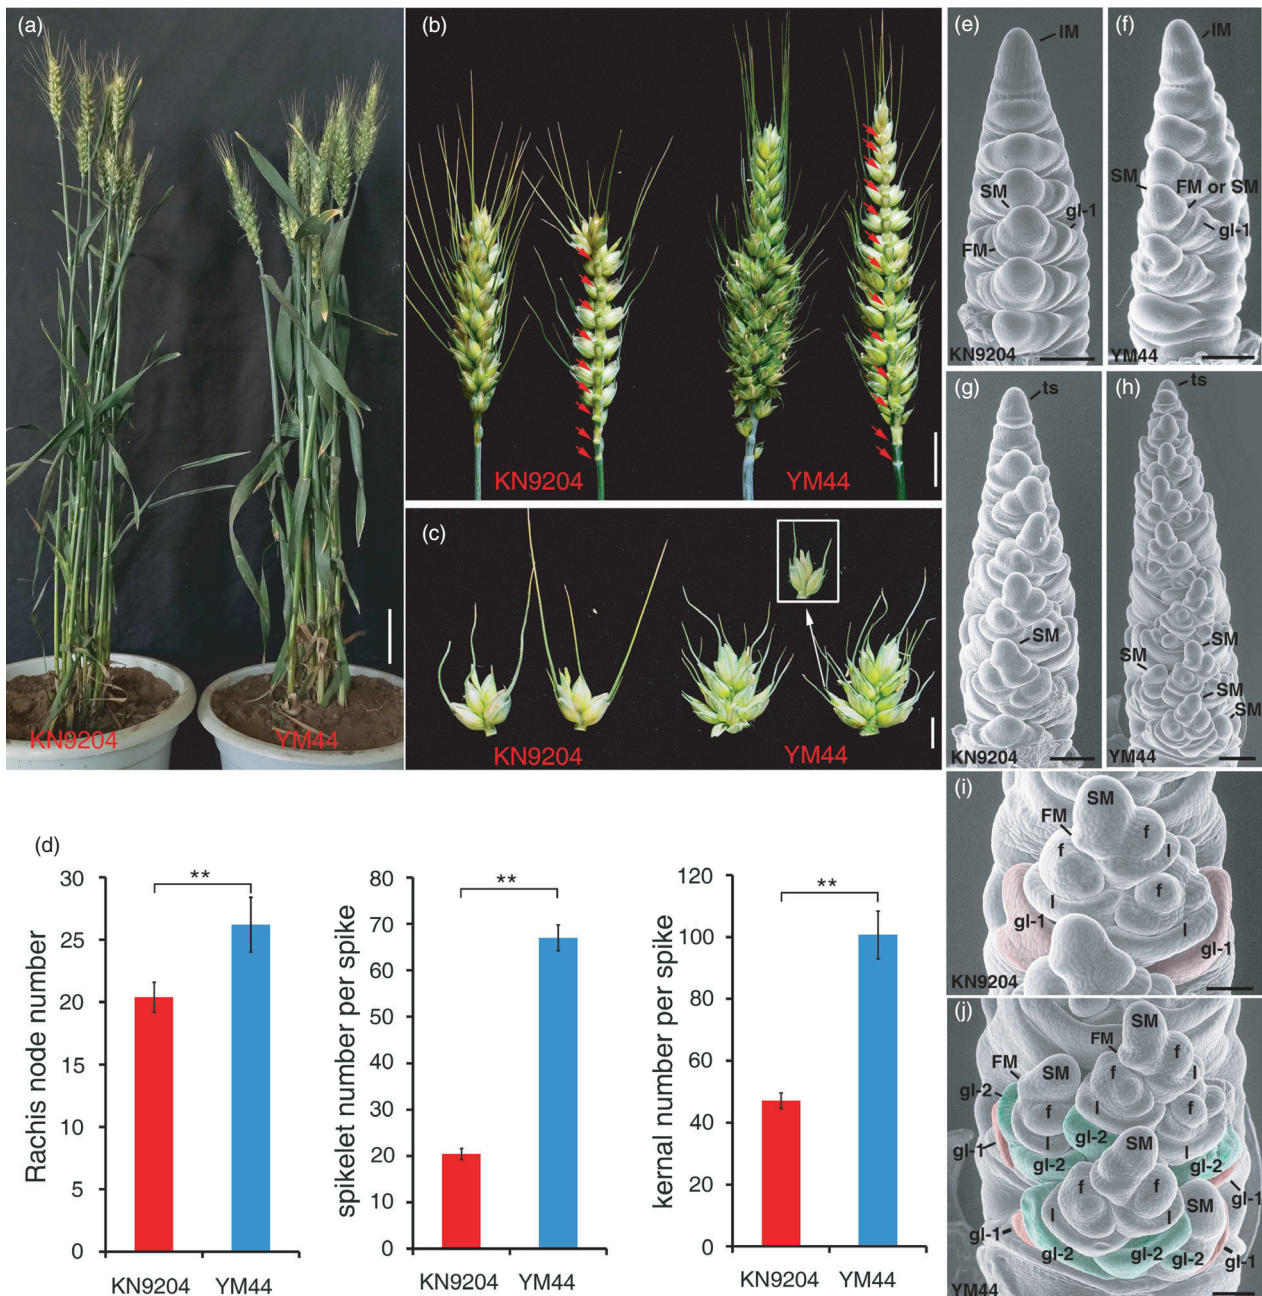 (a)
KN9204
YM44
(b)
KN9204
YM44
(c)
KN9204
YM44
(d)
Rachis node number
30
25
20
15
10
5
0
**
KN9204
YM44
spikelet number per spike
80
70
60
50
40
30
20
10
0
**
KN9204
YM44
kernal number per spike
120
100
80
60
40
20
0
**
KN9204
YM44
(e)
IM
SM
gl-1
FM
KN9204
(f)
IM
SM
FM or SM
gl-1
YM44
(g)
ts
SM
KN9204
(h)
ts
SM
SM
SM
SM
YM44
(i)
SM
FM
f
f
l
f
l
l
gl-1
gl-1
KN9204
(j)
SM
FM
f
FM
SM
f
l
gl-2
f
f
l
gl-2
SM
l
l
gl-1
gl-2
gl-2
gl-1
f
f
SM
l
l
gl-1
gl-2
gl-2
gl-2
gl-1
YM44